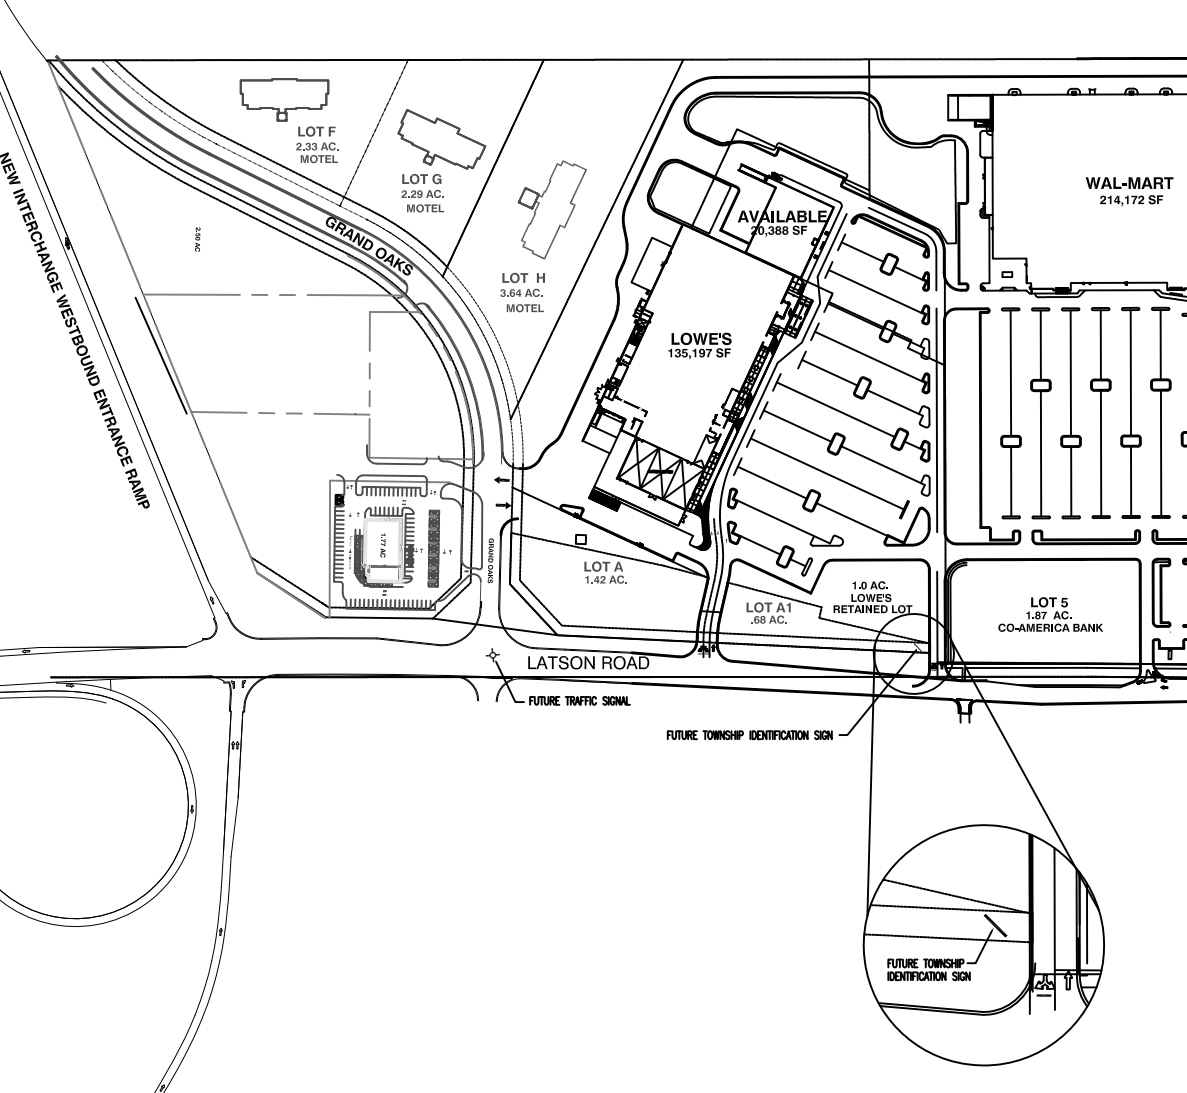 LOT F
2.33 AC.
MOTEL
LOT G
2.29 AC.
MOTEL
LOT H
3.64 AC.
MOTEL
GRAND OAKS
NEW INTERCHANGE WESTBOUND ENTRANCE RAMP
2.50 AC
AVAILABLE
20,388 SF
WAL-MART
214,172 SF
LOWE'S
135,197 SF
1.77 AC
GRAND OAKS
LOT A
1.42 AC.
LOT A1
.68 AC.
1.0 AC.
LOWE'S
RETAINED LOT
LOT 5
1.87 AC.
CO-AMERICA BANK
LATSON ROAD
FUTURE TRAFFIC SIGNAL
FUTURE TOWNSHIP IDENTIFICATION SIGN
FUTURE TOWNSHIP
IDENTIFICATION SIGN